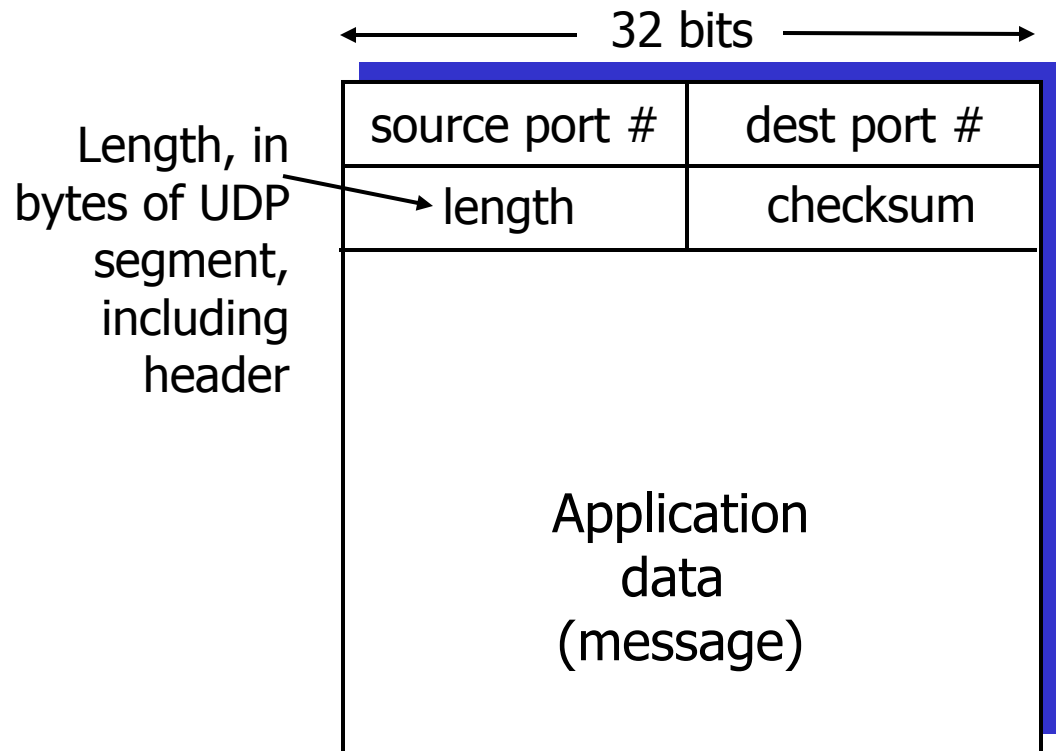 32 bits
source port #
dest port #
Length, in
bytes of UDP
segment,
including
header
length
checksum
Application
data
(message)